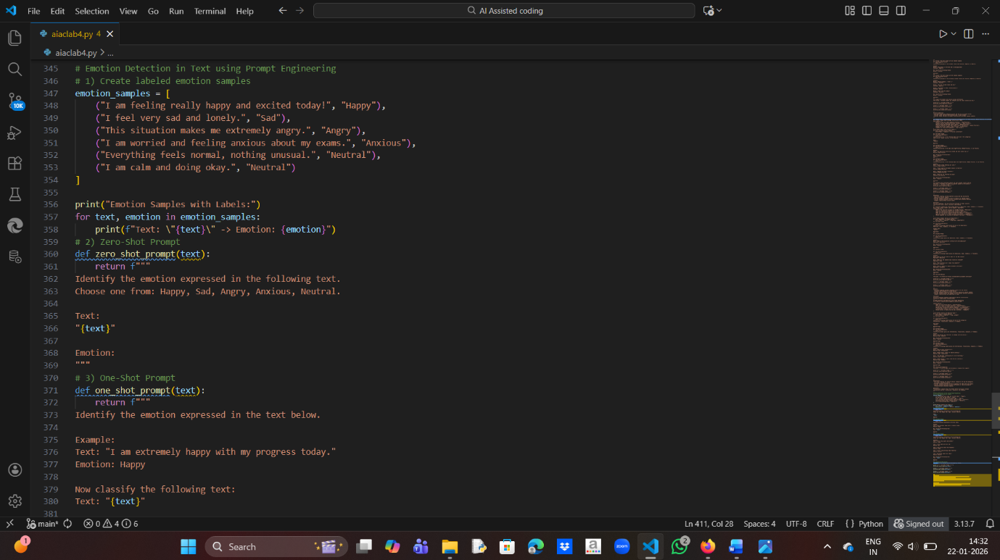 File Edit Selection View Go Run Terminal Help
AI Assisted coding
aiaclab4.py 4
aiaclab4.py > ...
345 # Emotion Detection in Text using Prompt Engineering
346 # 1) Create labeled emotion samples
347 emotion_samples = [
348     ("I am feeling really happy and excited today!", "Happy"),
349     ("I feel very sad and lonely.", "Sad"),
350     ("This situation makes me extremely angry.", "Angry"),
351     ("I am worried and feeling anxious about my exams.", "Anxious"),
352     ("Everything feels normal, nothing unusual.", "Neutral"),
353     ("I am calm and doing okay.", "Neutral")
354 ]
355
356 print("Emotion Samples with Labels:")
357 for text, emotion in emotion_samples:
358     print(f"Text: \"{text}\" -> Emotion: {emotion}")
359 # 2) Zero-Shot Prompt
360 def zero_shot_prompt(text):
361     return f"""
362 Identify the emotion expressed in the following text.
363 Choose one from: Happy, Sad, Angry, Anxious, Neutral.
364
365 Text:
366 "{text}"
367
368 Emotion:
369 """
370 # 3) One-Shot Prompt
371 def one_shot_prompt(text):
372     return f"""
373 Identify the emotion expressed in the text below.
374
375 Example:
376 Text: "I am extremely happy with my progress today."
377 Emotion: Happy
378
379 Now classify the following text:
380 Text: "{text}"
381
10K
main* 0 4 6
Ln 411, Col 28 Spaces: 4 UTF-8 CRLF { } Python Signed out 3.13.7
1
Search
a
zoom
2
W
ENG
IN
14:32
22-01-2026